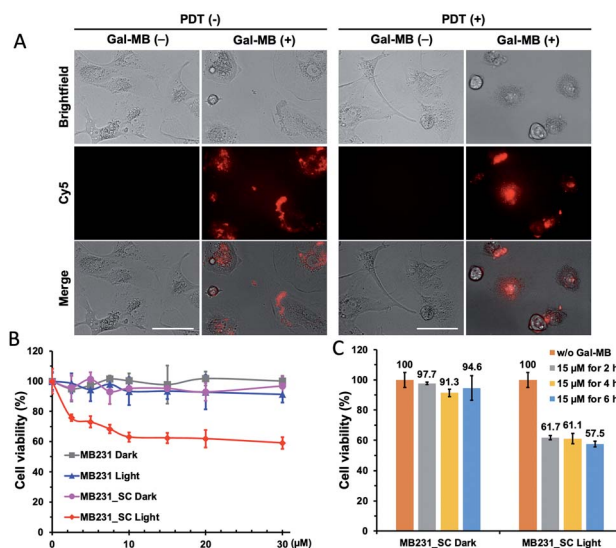 A
PDT (-)
PDT (+)
Gal-MB (–)
Gal-MB (+)
Gal-MB (–)
Gal-MB (+)
Brightfield
Cy5
Merge
B
Cell viability (%)
120
100
80
60
40
20
0
0
10
20
30 (μM)
MB231 Dark
MB231 Light
MB231_SC Dark
MB231_SC Light
C
Cell viability (%)
120
100
80
60
40
20
0
100
97.7
91.3
94.6
100
61.7
61.1
57.5
w/o Gal-MB
15 μM for 2 h
15 μM for 4 h
15 μM for 6 h
MB231_SC Dark
MB231_SC Light